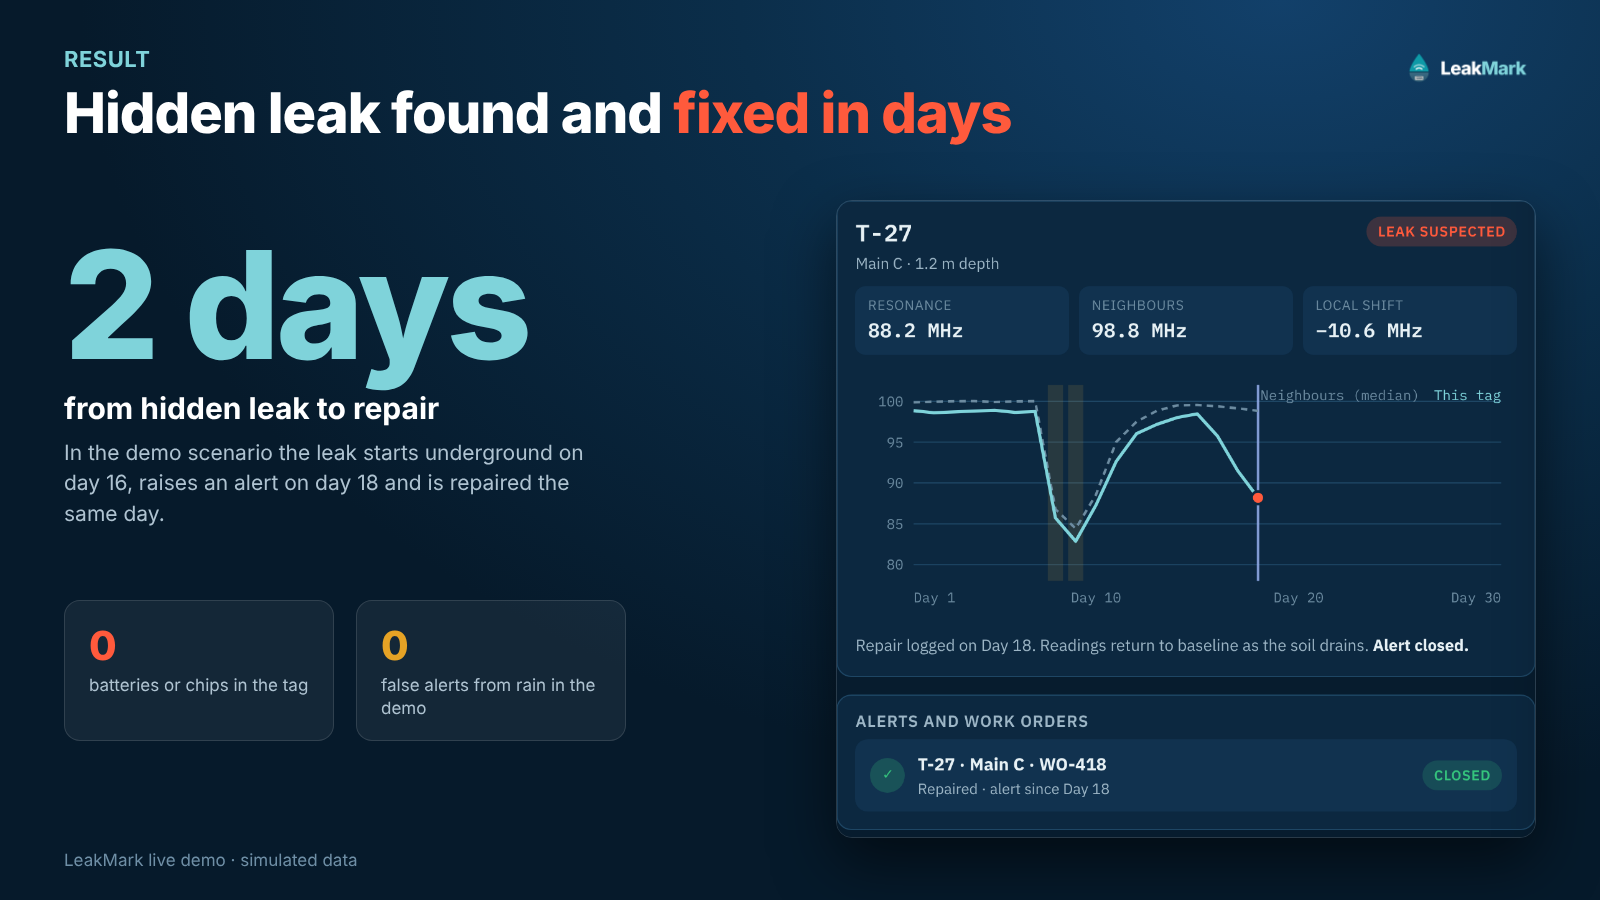 RESULT
Hidden leak found and fixed in days
LeakMark
2 days
from hidden leak to repair
In the demo scenario the leak starts underground on
day 16, raises an alert on day 18 and is repaired the
same day.
0
batteries or chips in the tag
0
false alerts from rain in the
demo
LeakMark live demo · simulated data
T-27
LEAK SUSPECTED
Main C · 1.2 m depth
RESONANCE
88.2 MHz
NEIGHBOURS
98.8 MHz
LOCAL SHIFT
−10.6 MHz
Neighbours (median) This tag
100
95
90
85
80
Day 1 Day 10 Day 20 Day 30
Repair logged on Day 18. Readings return to baseline as the soil drains. Alert closed.
ALERTS AND WORK ORDERS
✓
T-27 · Main C · WO-418
Repaired · alert since Day 18
CLOSED